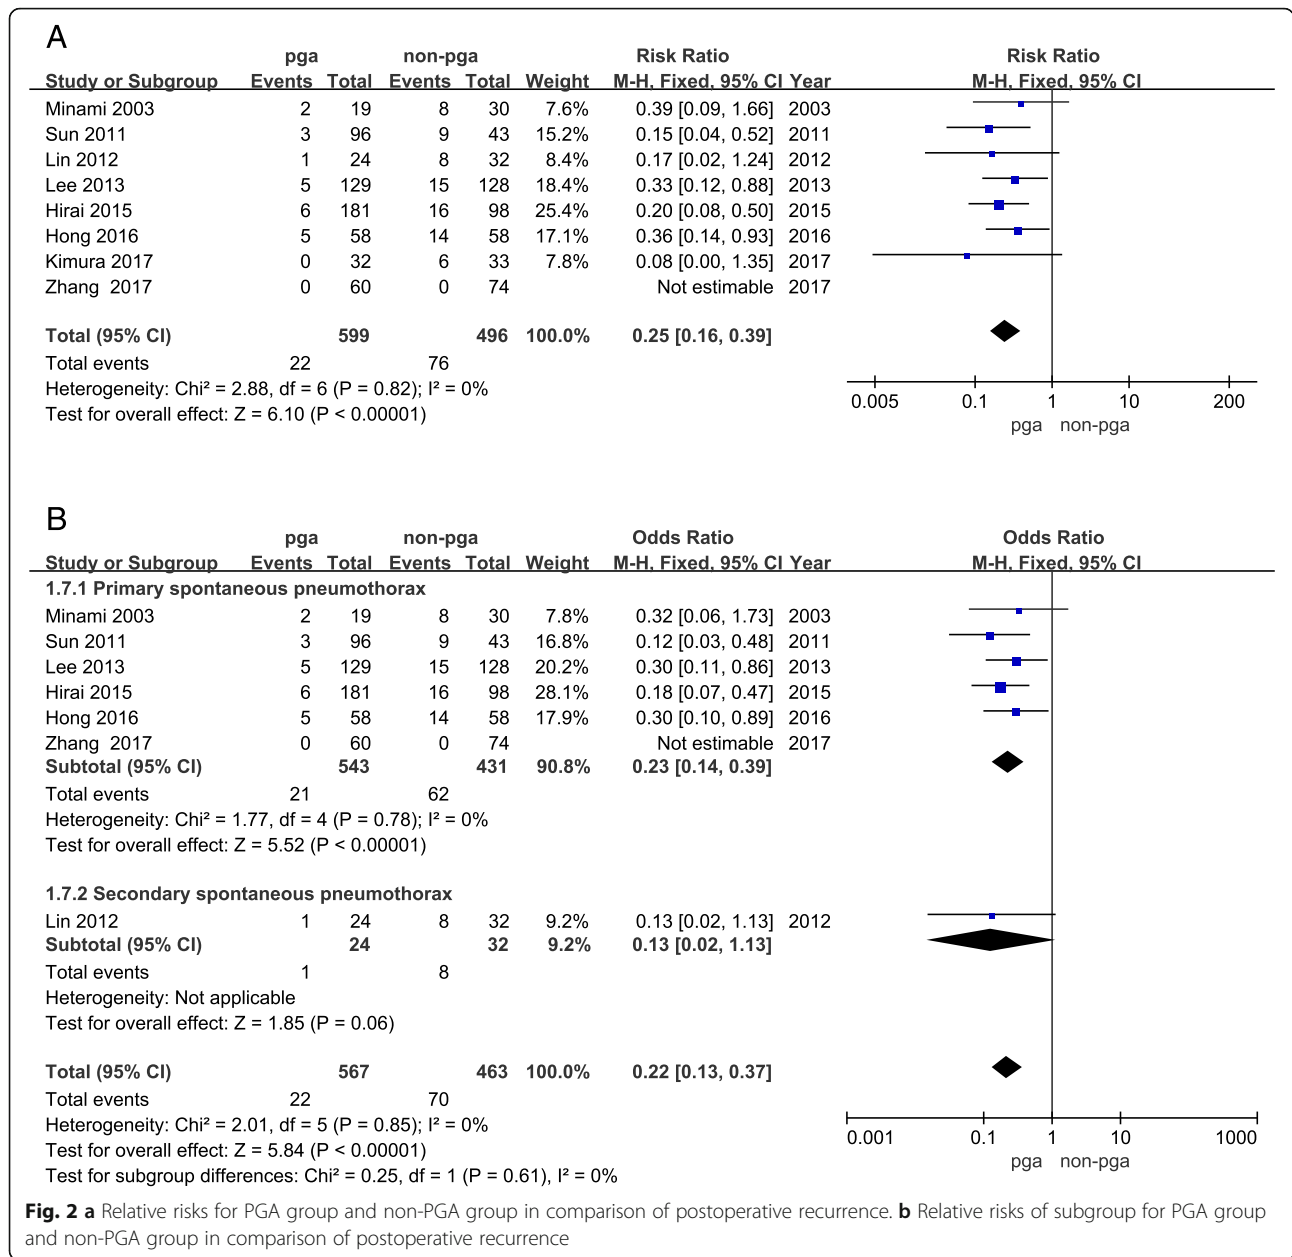 A
pga non-pga Risk Ratio Risk Ratio
Study or Subgroup Events Total Events Total Weight M-H, Fixed, 95% CI Year M-H, Fixed, 95% CI
Minami 2003 2 19 8 30 7.6% 0.39 [0.09, 1.66] 2003
Sun 2011 3 96 9 43 15.2% 0.15 [0.04, 0.52] 2011
Lin 2012 1 24 8 32 8.4% 0.17 [0.02, 1.24] 2012
Lee 2013 5 129 15 128 18.4% 0.33 [0.12, 0.88] 2013
Hirai 2015 6 181 16 98 25.4% 0.20 [0.08, 0.50] 2015
Hong 2016 5 58 14 58 17.1% 0.36 [0.14, 0.93] 2016
Kimura 2017 0 32 6 33 7.8% 0.08 [0.00, 1.35] 2017
Zhang 2017 0 60 0 74 Not estimable 2017
Total (95% CI) 599 496 100.0% 0.25 [0.16, 0.39]
Total events 22 76
Heterogeneity: Chi² = 2.88, df = 6 (P = 0.82); I² = 0%
Test for overall effect: Z = 6.10 (P < 0.00001)
0.005 0.1 1 10 200
pga non-pga
B
pga non-pga Odds Ratio Odds Ratio
Study or Subgroup Events Total Events Total Weight M-H, Fixed, 95% CI Year M-H, Fixed, 95% CI
1.7.1 Primary spontaneous pneumothorax
Minami 2003 2 19 8 30 7.8% 0.32 [0.06, 1.73] 2003
Sun 2011 3 96 9 43 16.8% 0.12 [0.03, 0.48] 2011
Lee 2013 5 129 15 128 20.2% 0.30 [0.11, 0.86] 2013
Hirai 2015 6 181 16 98 28.1% 0.18 [0.07, 0.47] 2015
Hong 2016 5 58 14 58 17.9% 0.30 [0.10, 0.89] 2016
Zhang 2017 0 60 0 74 Not estimable 2017
Subtotal (95% CI) 543 431 90.8% 0.23 [0.14, 0.39]
Total events 21 62
Heterogeneity: Chi² = 1.77, df = 4 (P = 0.78); I² = 0%
Test for overall effect: Z = 5.52 (P < 0.00001)
1.7.2 Secondary spontaneous pneumothorax
Lin 2012 1 24 8 32 9.2% 0.13 [0.02, 1.13] 2012
Subtotal (95% CI) 24 32 9.2% 0.13 [0.02, 1.13]
Total events 1 8
Heterogeneity: Not applicable
Test for overall effect: Z = 1.85 (P = 0.06)
Total (95% CI) 567 463 100.0% 0.22 [0.13, 0.37]
Total events 22 70
Heterogeneity: Chi² = 2.01, df = 5 (P = 0.85); I² = 0%
Test for overall effect: Z = 5.84 (P < 0.00001)
Test for subgroup differences: Chi² = 0.25, df = 1 (P = 0.61), I² = 0%
0.001 0.1 1 10 1000
pga non-pga
Fig. 2 a Relative risks for PGA group and non-PGA group in comparison of postoperative recurrence. b Relative risks of subgroup for PGA group
and non-PGA group in comparison of postoperative recurrence